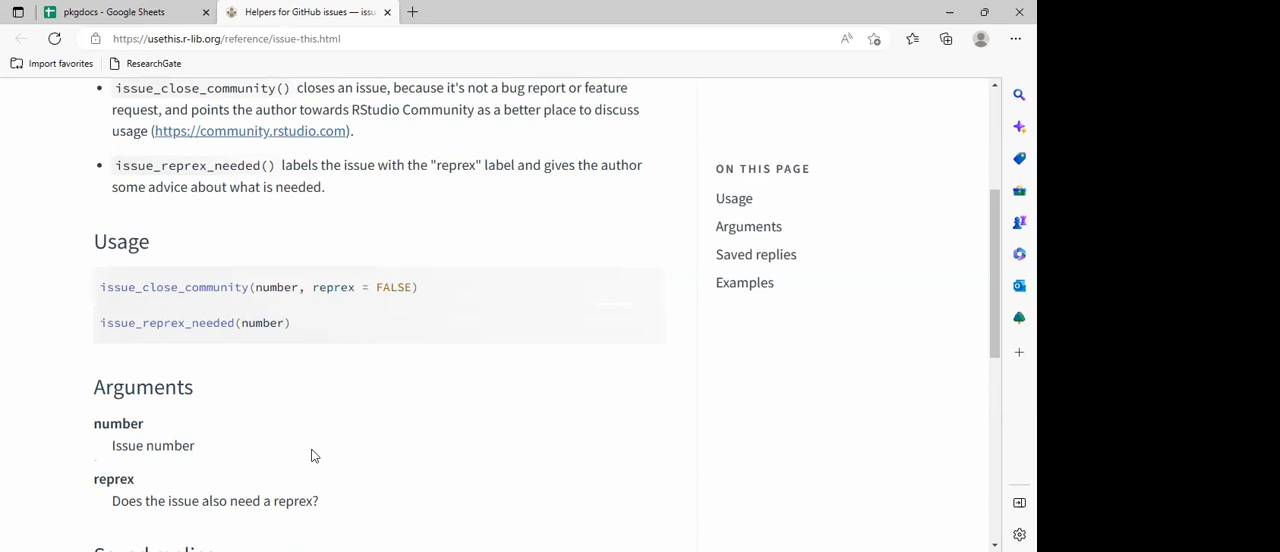 pkgdocs - Google Sheets
Helpers for GitHub issues — issu
https://usethis.r-lib.org/reference/issue-this.html
Import favorites
ResearchGate
issue_close_community() closes an issue, because it's not a bug report or feature
request, and points the author towards RStudio Community as a better place to discuss
usage (https://community.rstudio.com).
issue_reprex_needed() labels the issue with the "reprex" label and gives the author
some advice about what is needed.
ON THIS PAGE
Usage
Arguments
Saved replies
Examples
Usage
issue_close_community(number, reprex = FALSE)
issue_reprex_needed(number)
Arguments
number
Issue number
reprex
Does the issue also need a reprex?
Saved replies